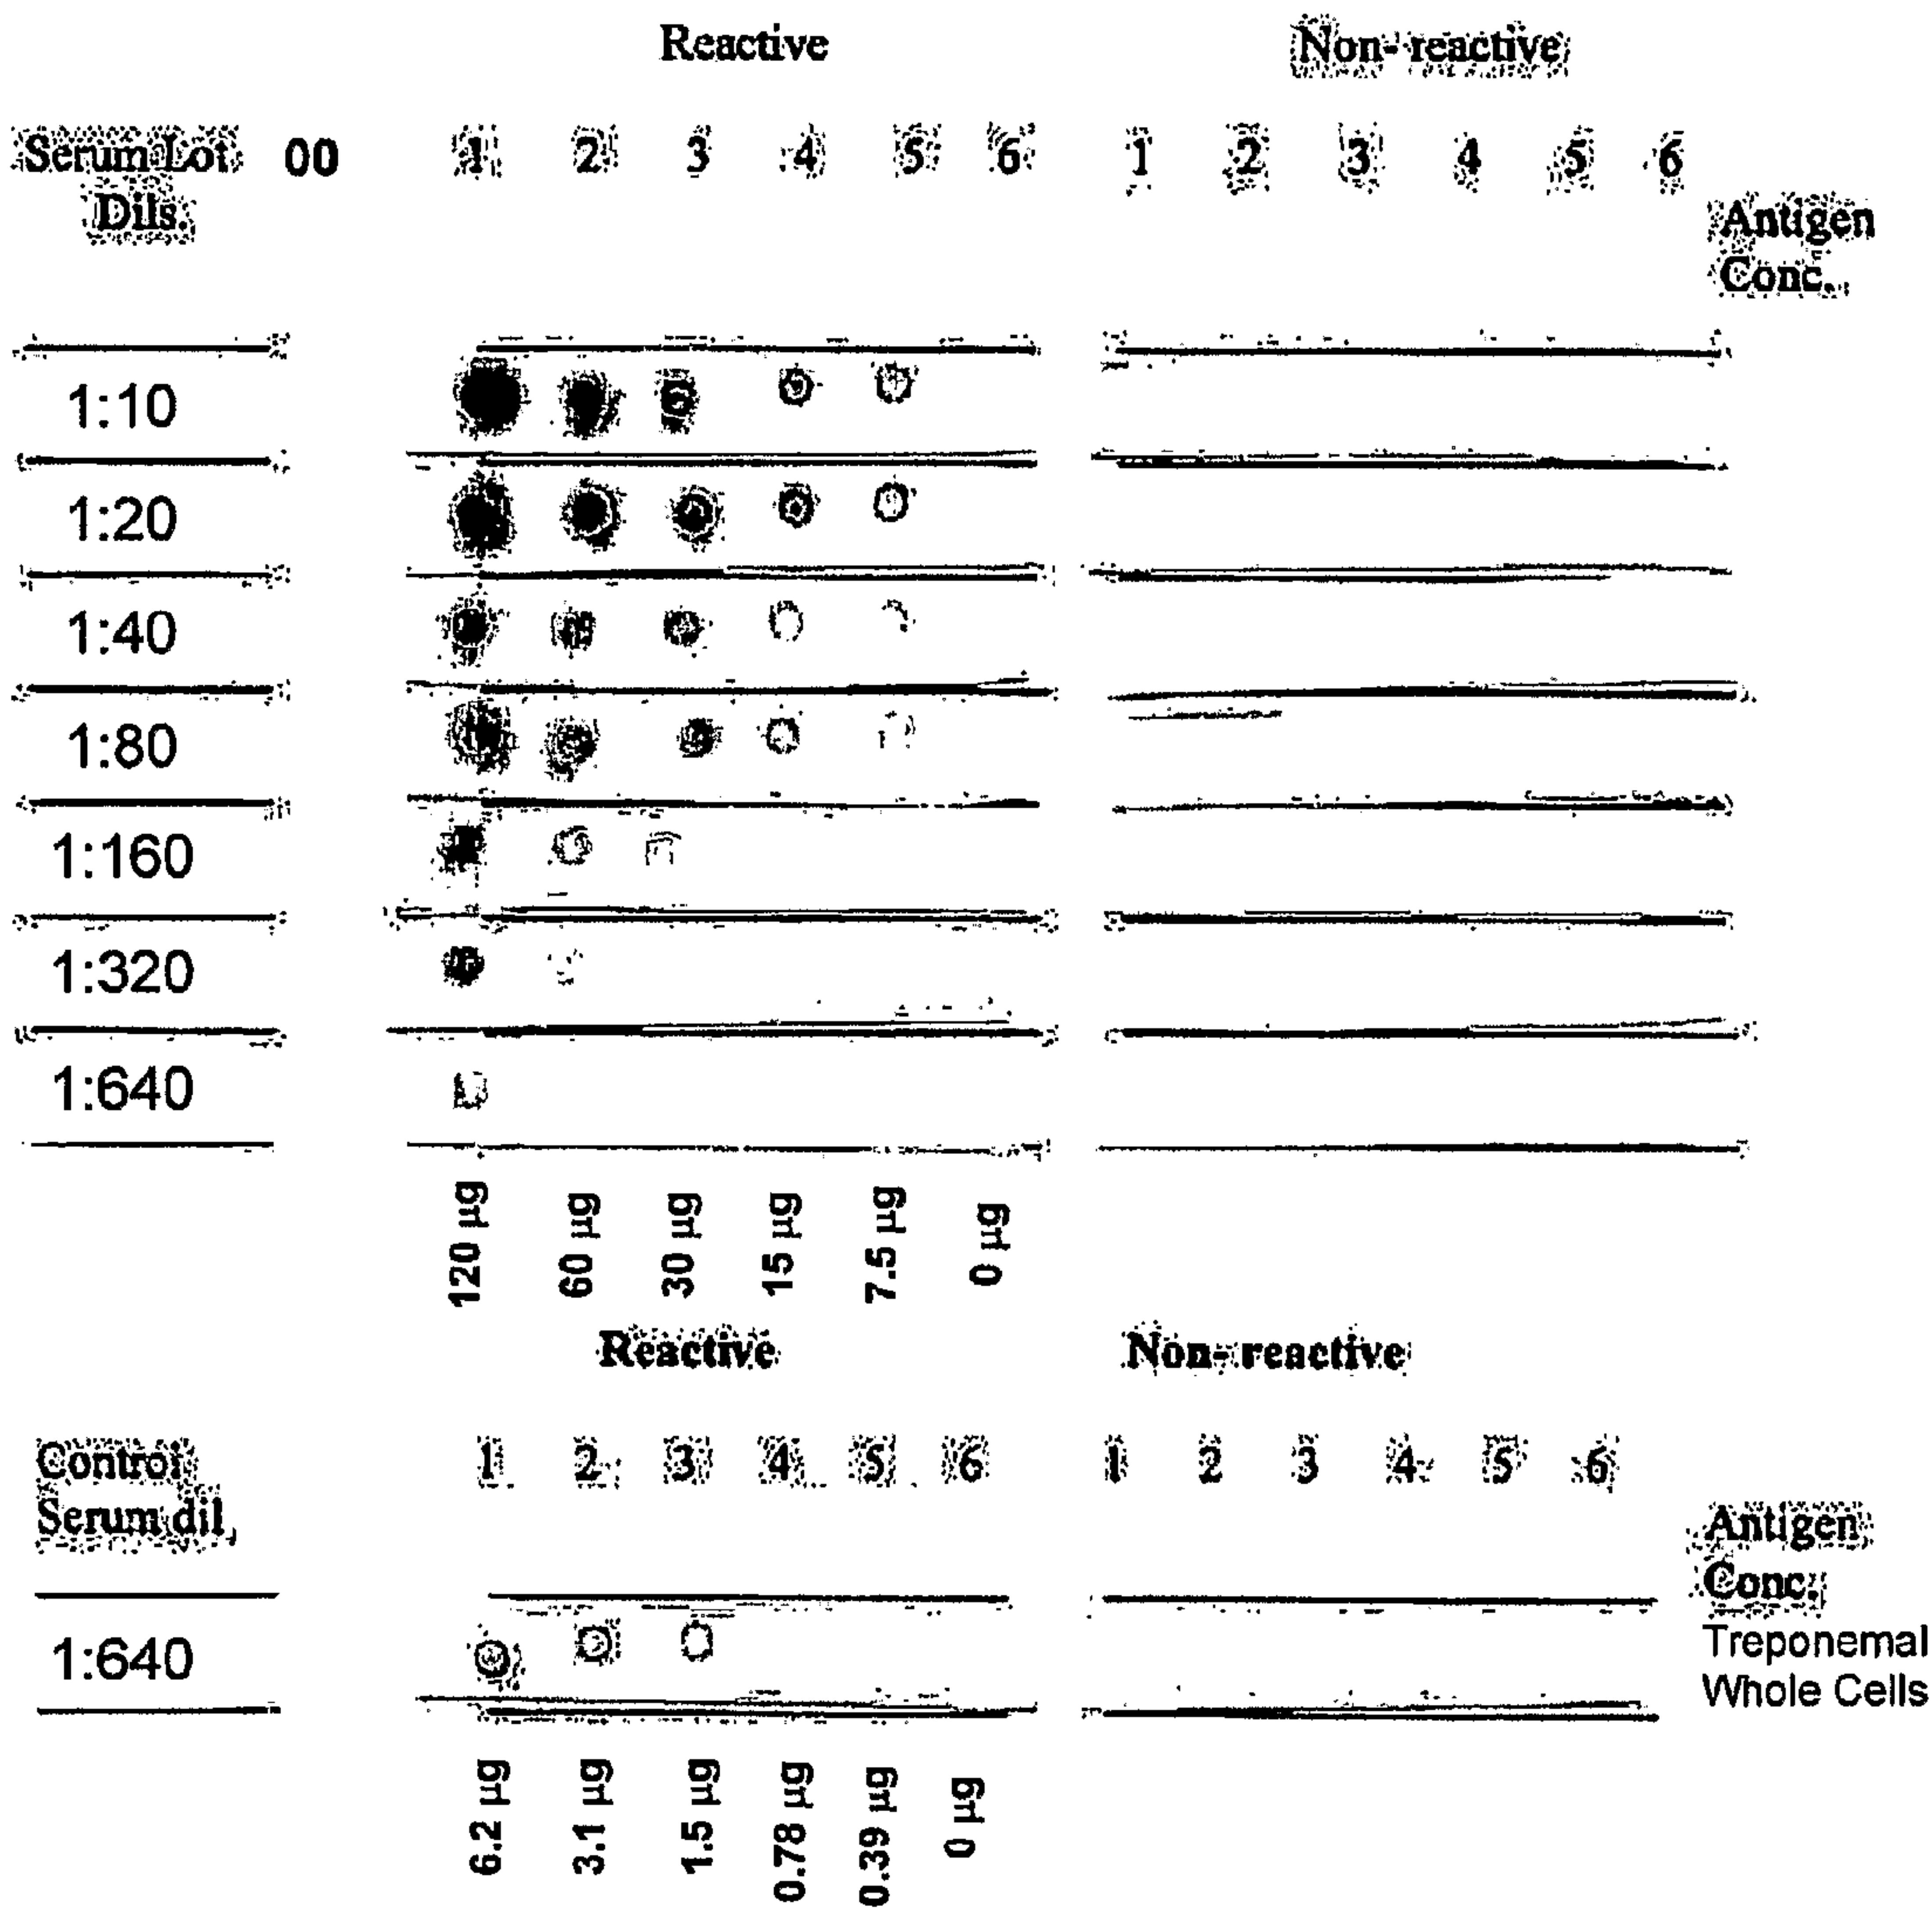 Reactive Non- reactive
Serum Lot 00 1 2 3 4 5 6 1 2 3 4 5 6
Dils.
Antigen
Conc.
1:10
1:20
1:40
1:80
1:160
1:320
1:640
120 µg 60 µg 30 µg 15 µg 7.5 µg 0 µg
Reactive Non- reactive
Control 1 2 3 4 5 6 1 2 3 4 5 6
Serum dil.
Antigen
Conc.
1:640 Treponemal
Whole Cells
6.2 µg 3.1 µg 1.5 µg 0.78 µg 0.39 µg 0 µg